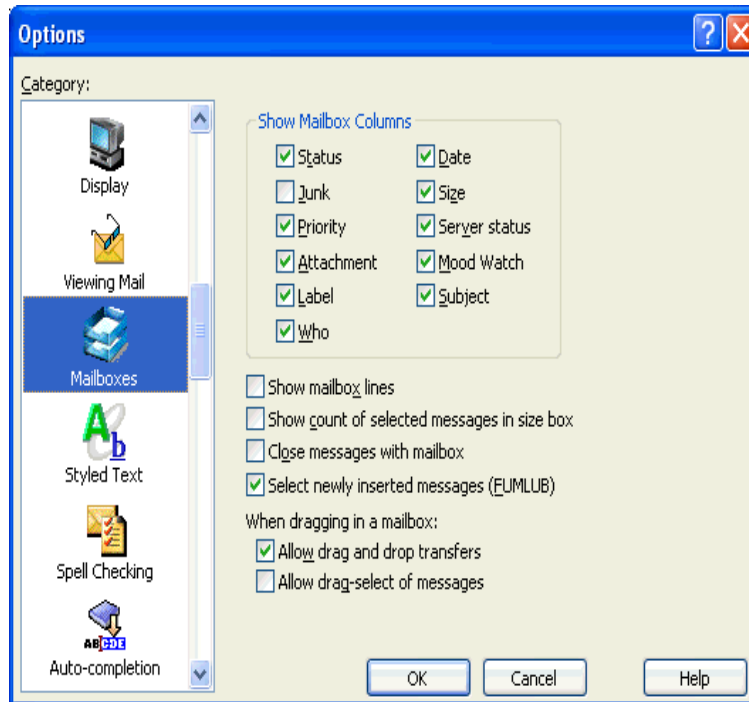 Options
Category:
Display
Viewing Mail
Mailboxes
Styled Text
Spell Checking
ABCDE
Auto-completion
Show Mailbox Columns
Status
Junk
Priority
Attachment
Label
Who
Date
Size
Server status
Mood Watch
Subject
Show mailbox lines
Show count of selected messages in size box
Close messages with mailbox
Select newly inserted messages (FUMLUB)
When dragging in a mailbox:
Allow drag and drop transfers
Allow drag-select of messages
OK
Cancel
Help